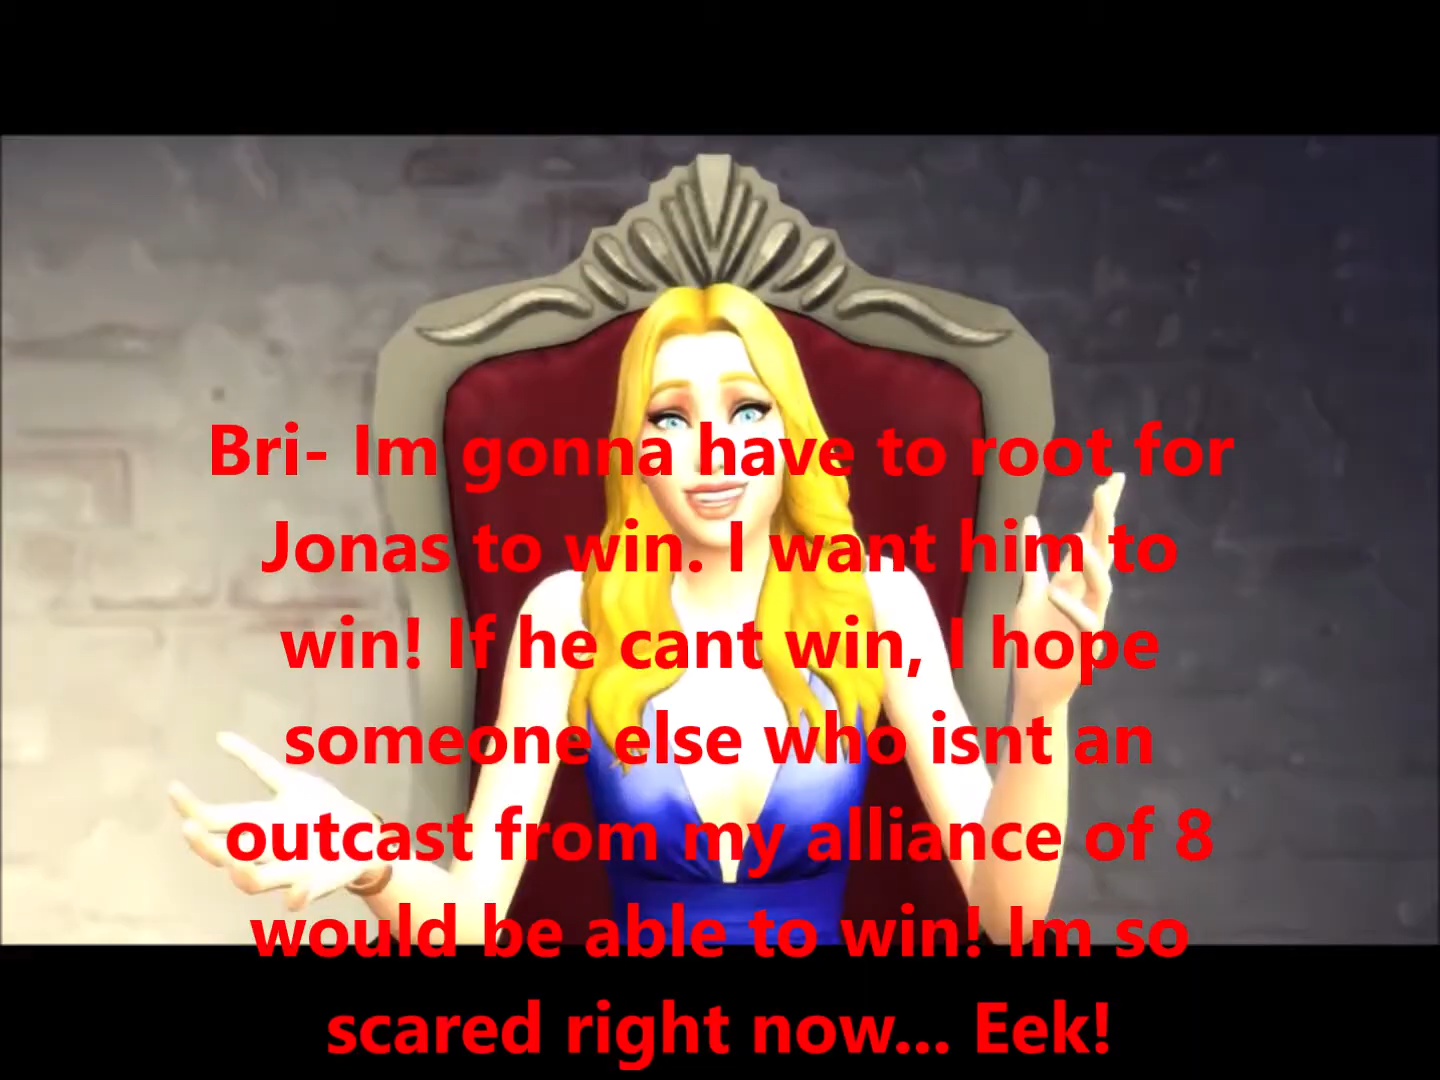 Bri- Im gonna have to root for
Jonas to win. I want him to
win! If he cant win, I hope
someone else who isnt an
outcast from my alliance of 8
would be able to win! Im so
scared right now... Eek!